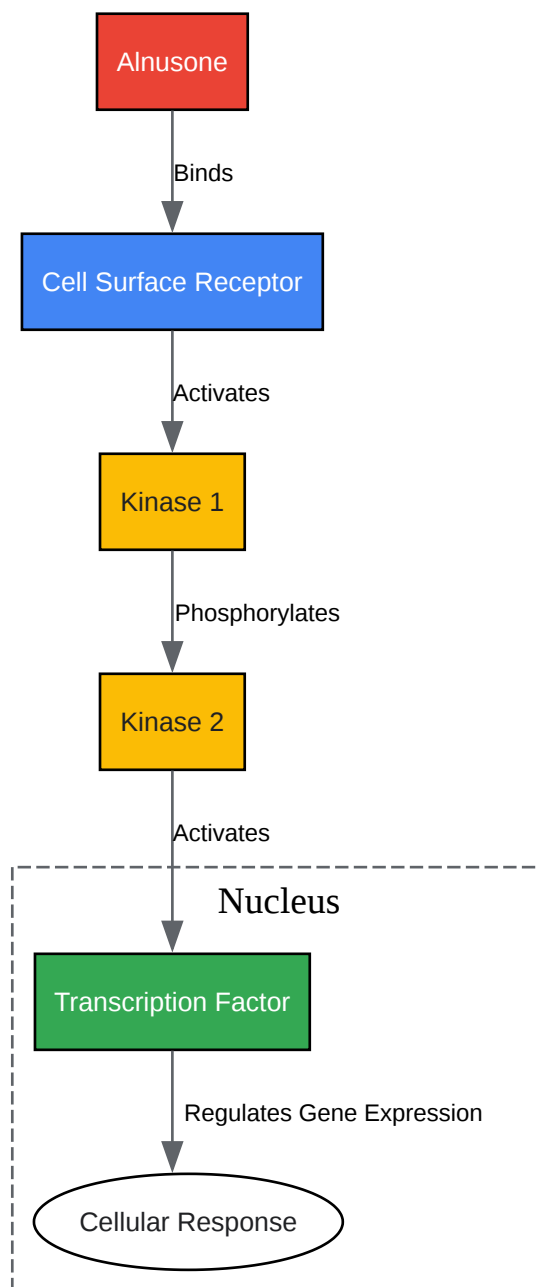 Alnusone
Binds
Cell Surface Receptor
Activates
Kinase 1
Phosphorylates
Kinase 2
Activates
Nucleus
Transcription Factor
Regulates Gene Expression
Cellular Response